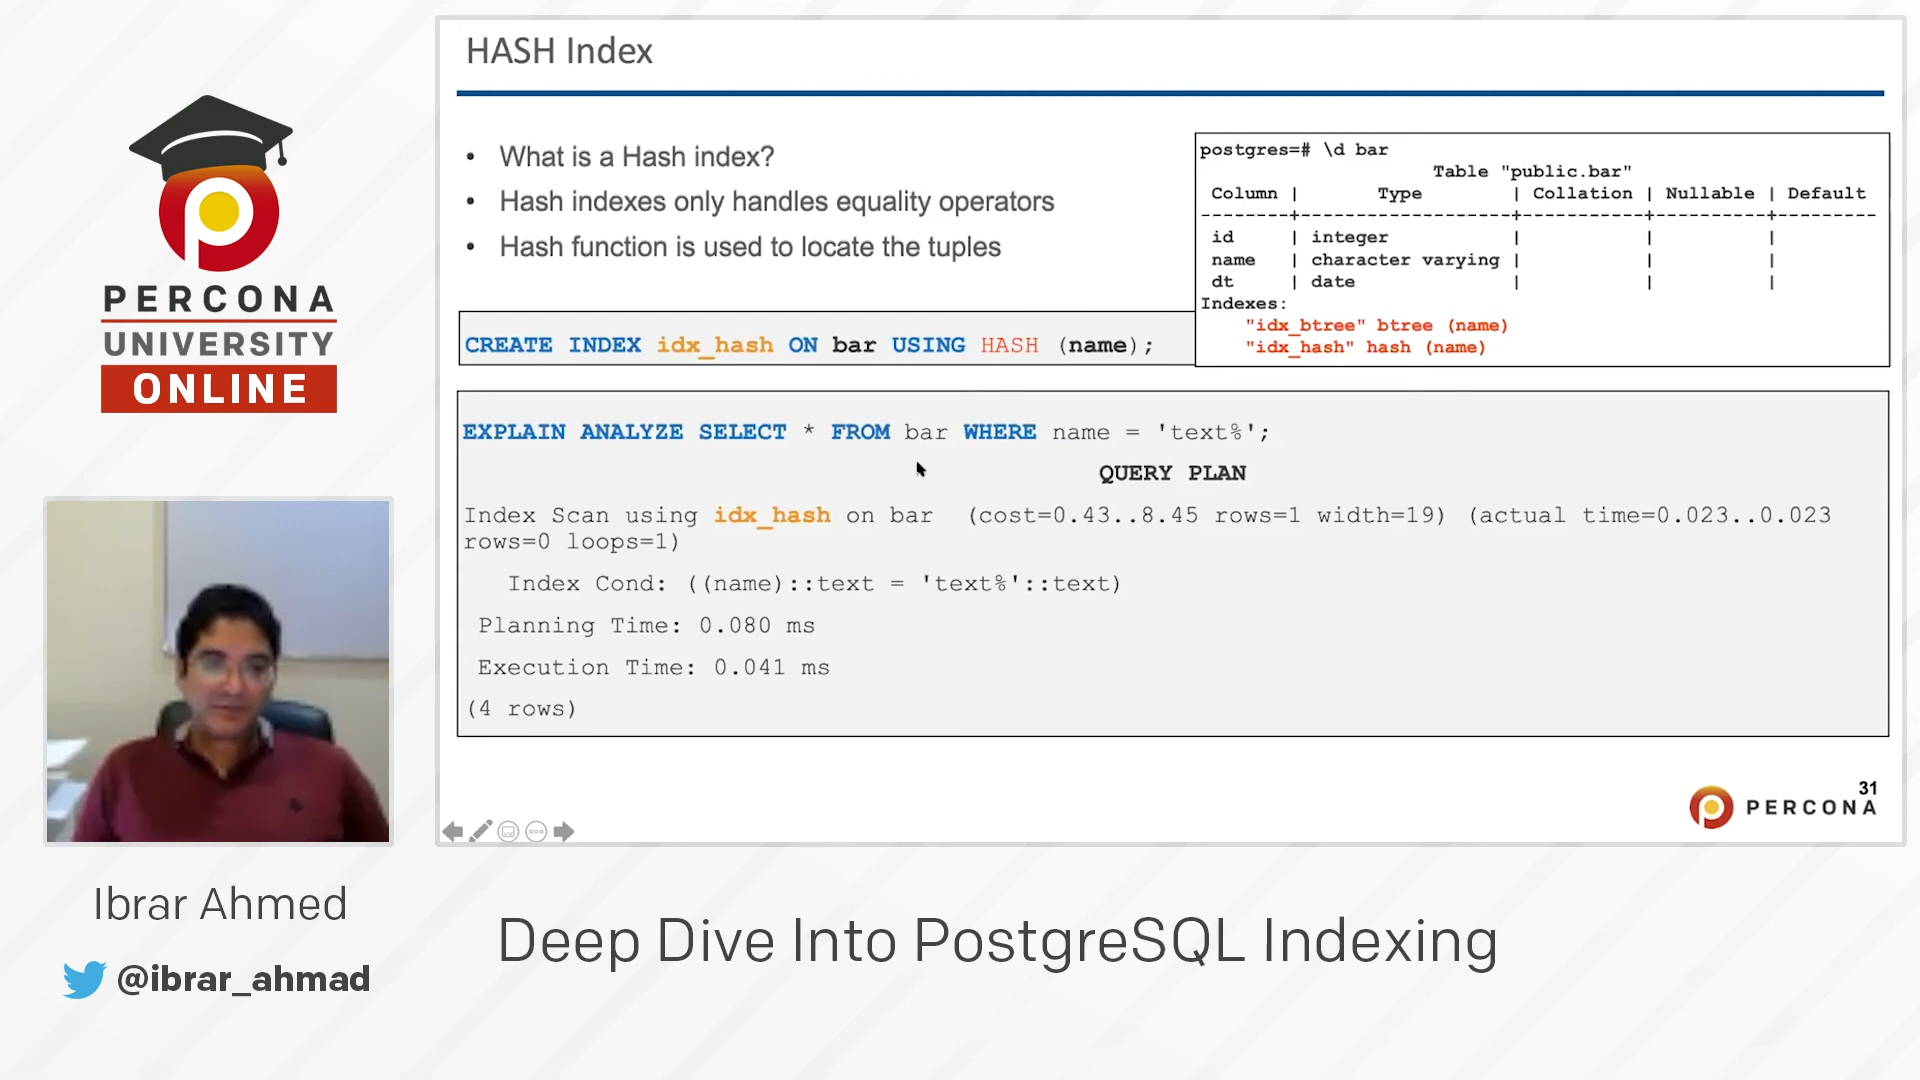 HASH Index
• What is a Hash index?
• Hash indexes only handles equality operators
• Hash function is used to locate the tuples
CREATE INDEX idx_hash ON bar USING HASH (name);
postgres=# \d bar
Table "public.bar"
Column | Type | Collation | Nullable | Default
--------+-------------------+-----------+----------+---------
id | integer | | |
name | character varying | | |
dt | date | | |
Indexes:
"idx_btree" btree (name)
"idx_hash" hash (name)
EXPLAIN ANALYZE SELECT * FROM bar WHERE name = 'text%';
QUERY PLAN
Index Scan using idx_hash on bar (cost=0.43..8.45 rows=1 width=19) (actual time=0.023..0.023
rows=0 loops=1)
Index Cond: ((name)::text = 'text%'::text)
Planning Time: 0.080 ms
Execution Time: 0.041 ms
(4 rows)
31
PERCONA
PERCONA
UNIVERSITY
ONLINE
Ibrar Ahmed
@ibrar_ahmad
Deep Dive Into PostgreSQL Indexing